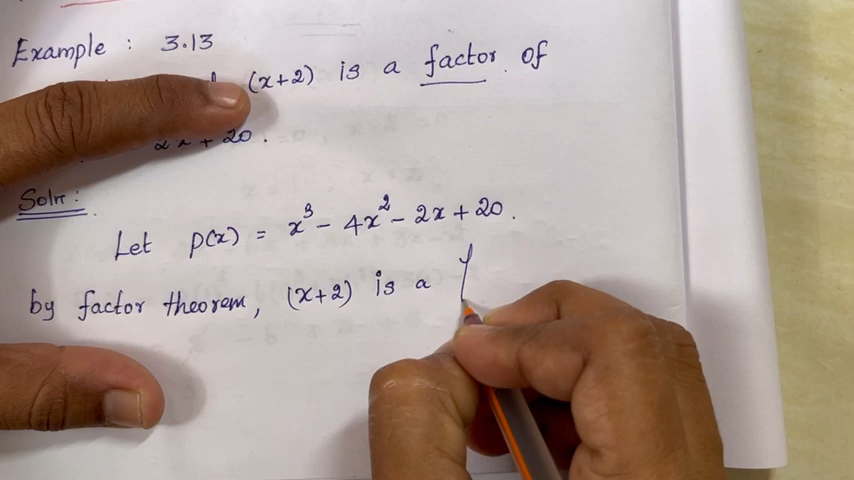 Example : 3.13
(x+2) is a factor of
2x + 20 .
Soln :
Let p(x) = x³ - 4x² - 2x + 20 .
by factor theorem, (x+2) is a